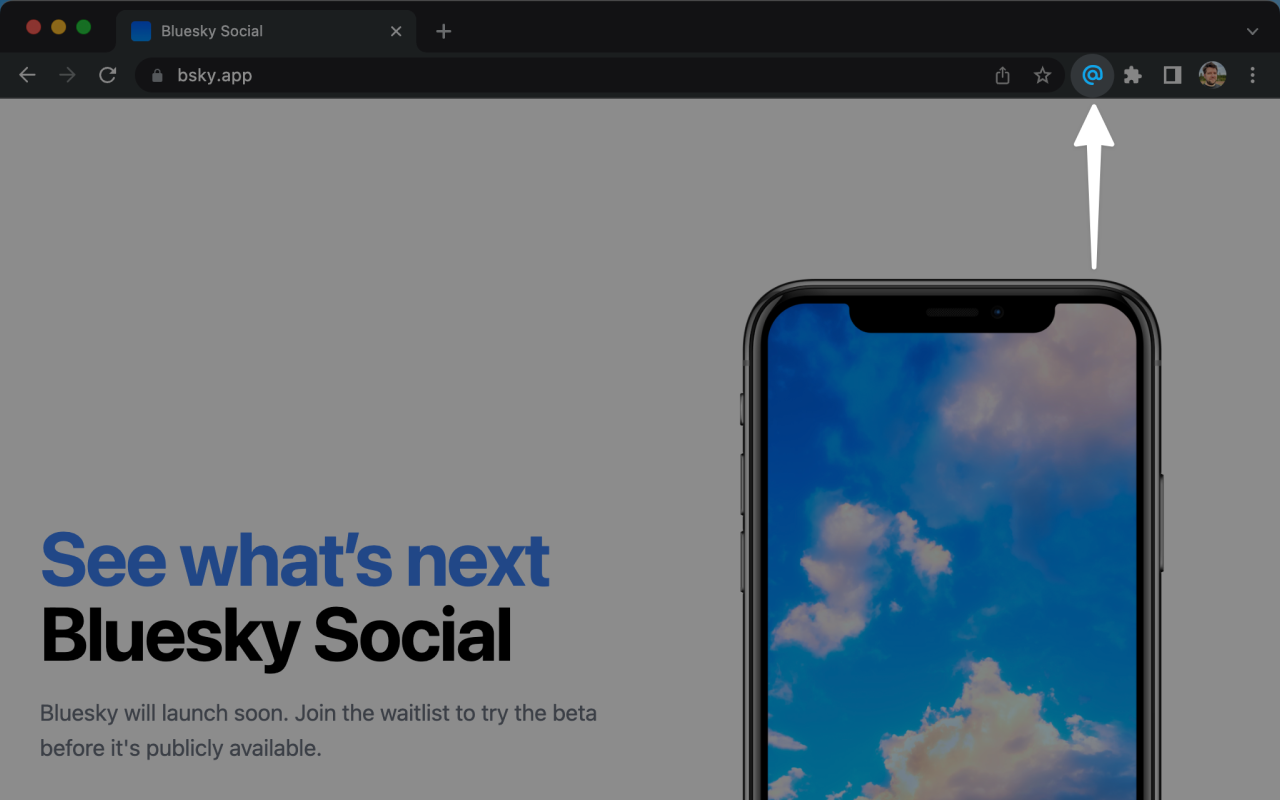 Bluesky Social
bsky.app
@
See what’s next
Bluesky Social
Bluesky will launch soon. Join the waitlist to try the beta
before it's publicly available.